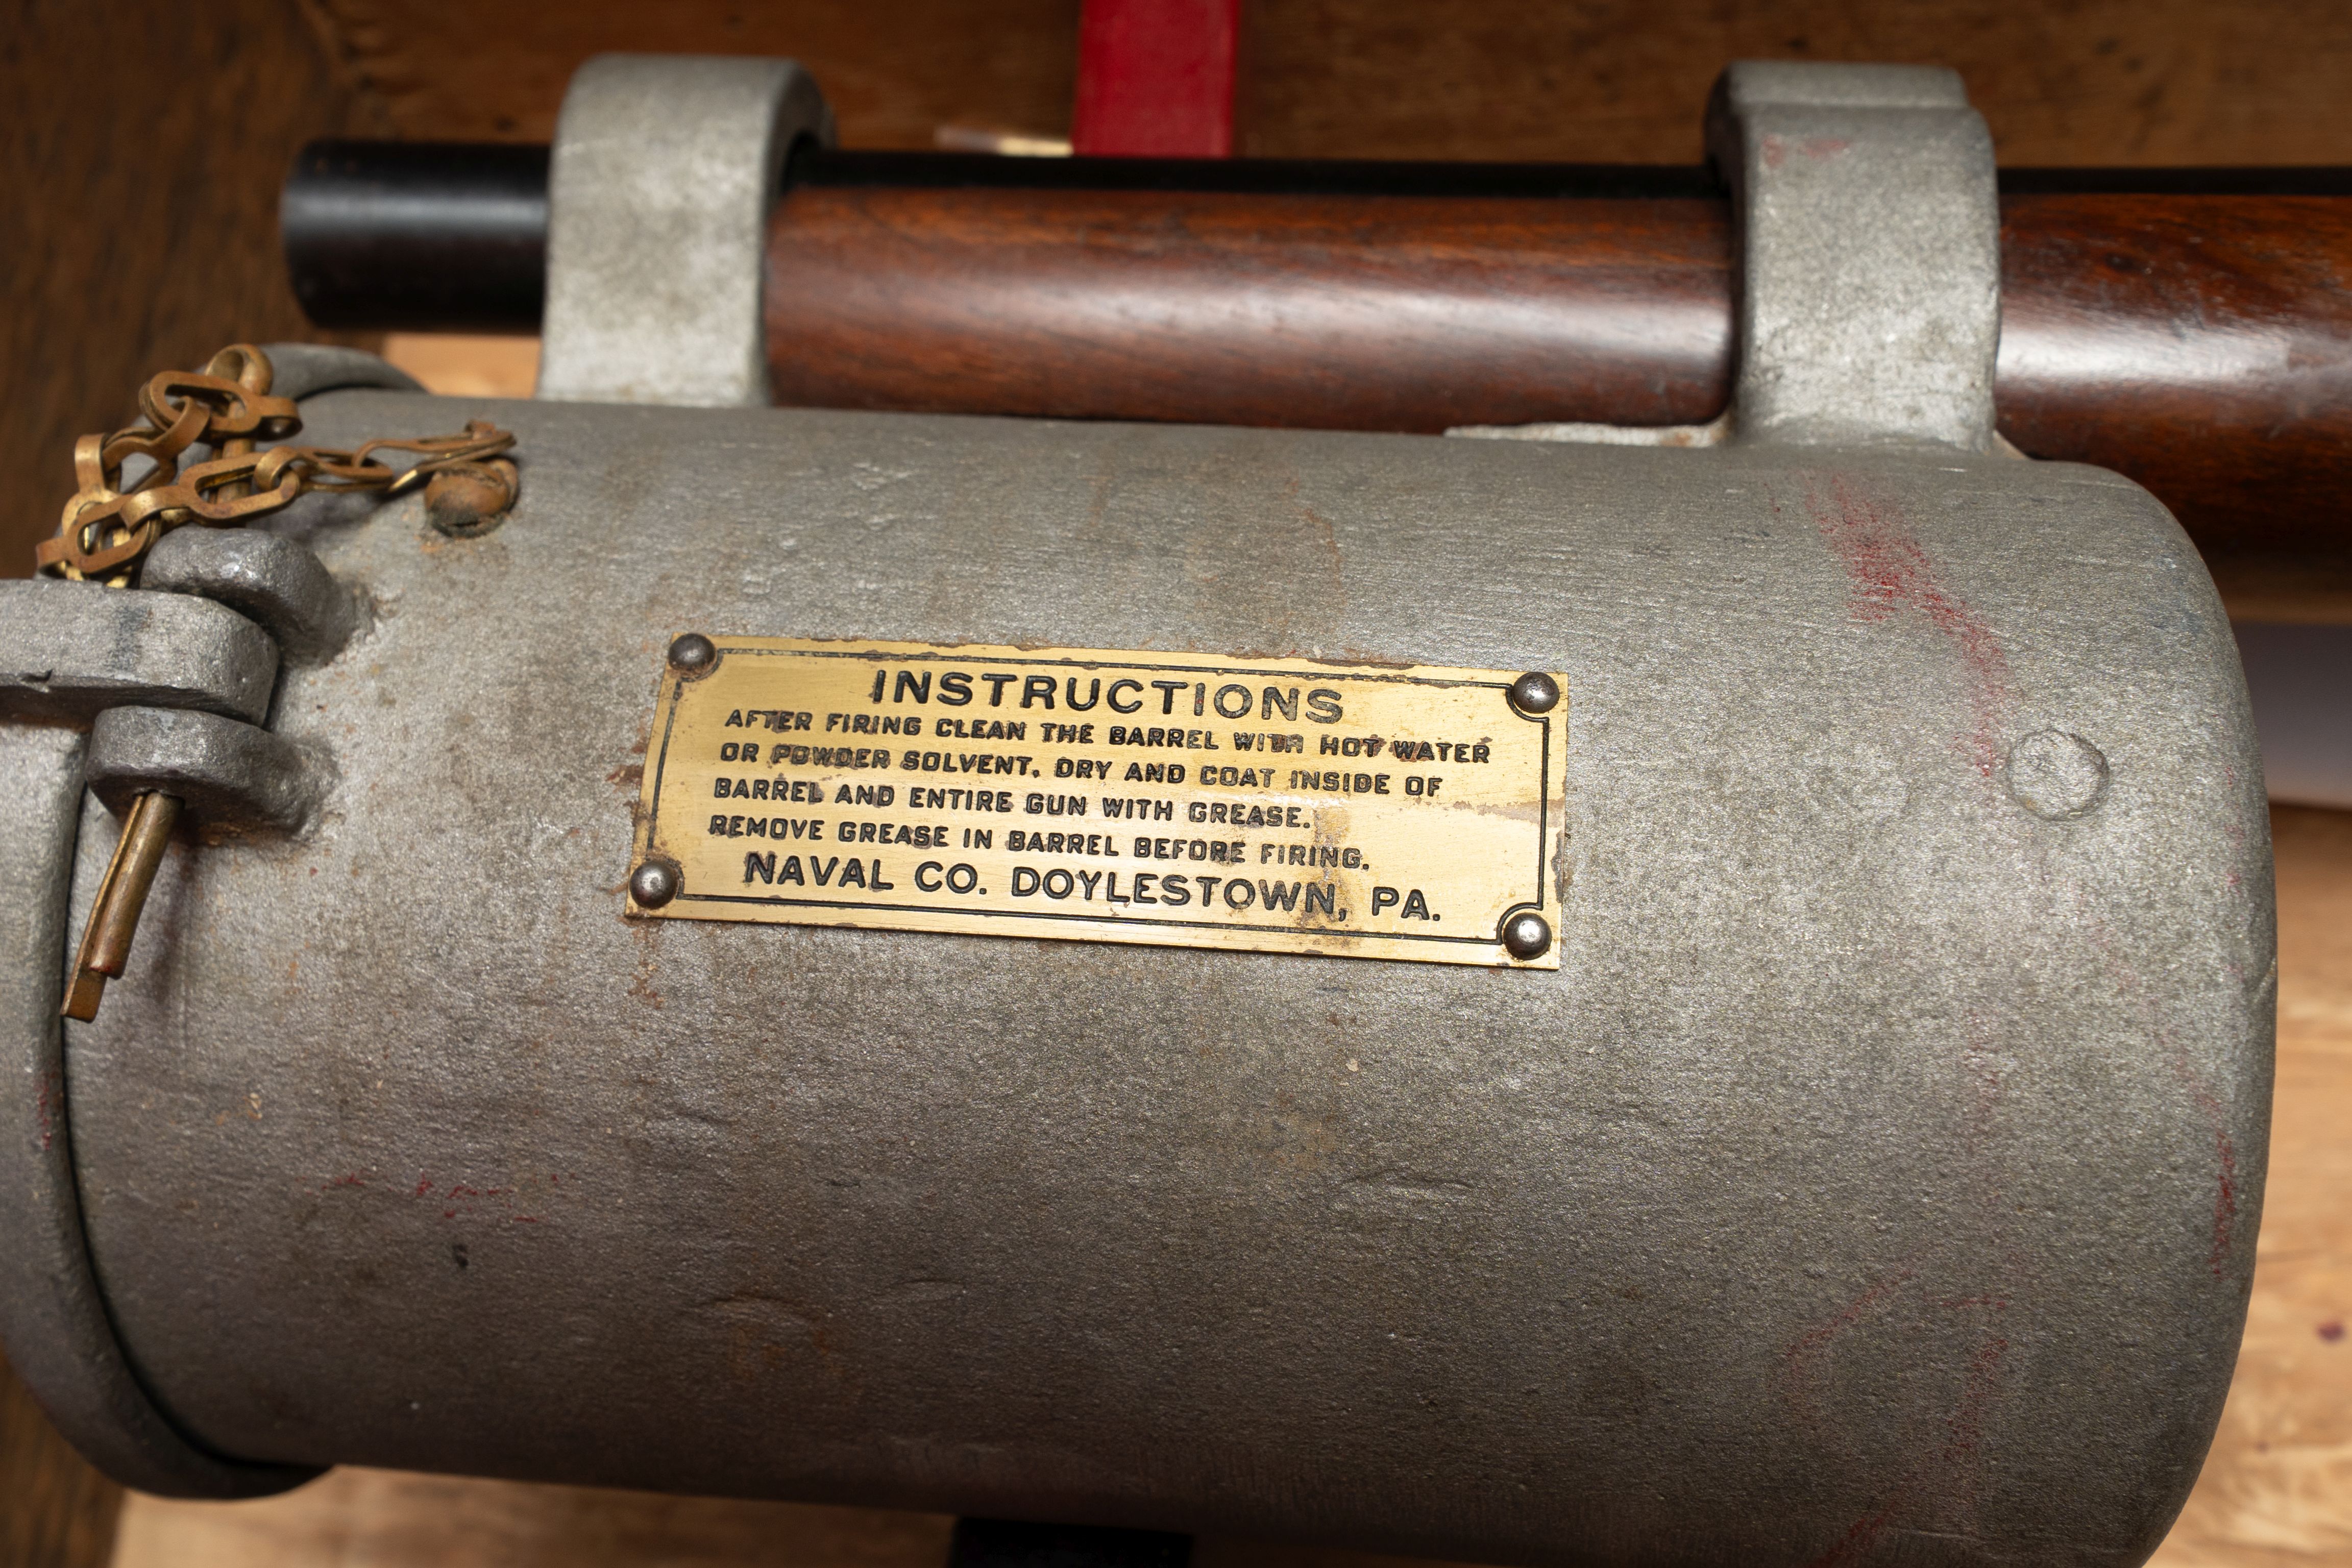 INSTRUCTIONS
AFTER FIRING CLEAN THE BARREL WITH HOT WATER
OR POWDER SOLVENT. DRY AND COAT INSIDE OF
BARREL AND ENTIRE GUN WITH GREASE.
REMOVE GREASE IN BARREL BEFORE FIRING.
NAVAL CO. DOYLESTOWN, PA.